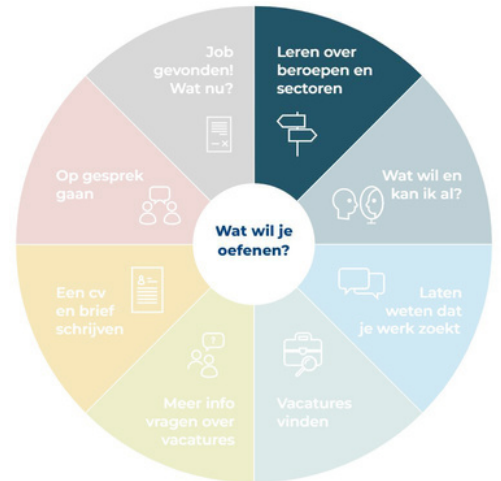 Job
gevonden!
Wat nu?
Leren over
beroepen en
sectoren
Op gesprek
gaan
Wat wil en
kan ik al?
Wat wil je
oefenen?
Een cv
en brief
schrijven
Laten
weten dat
je werk zoekt
Meer info
vragen over
vacatures
Vacatures
vinden